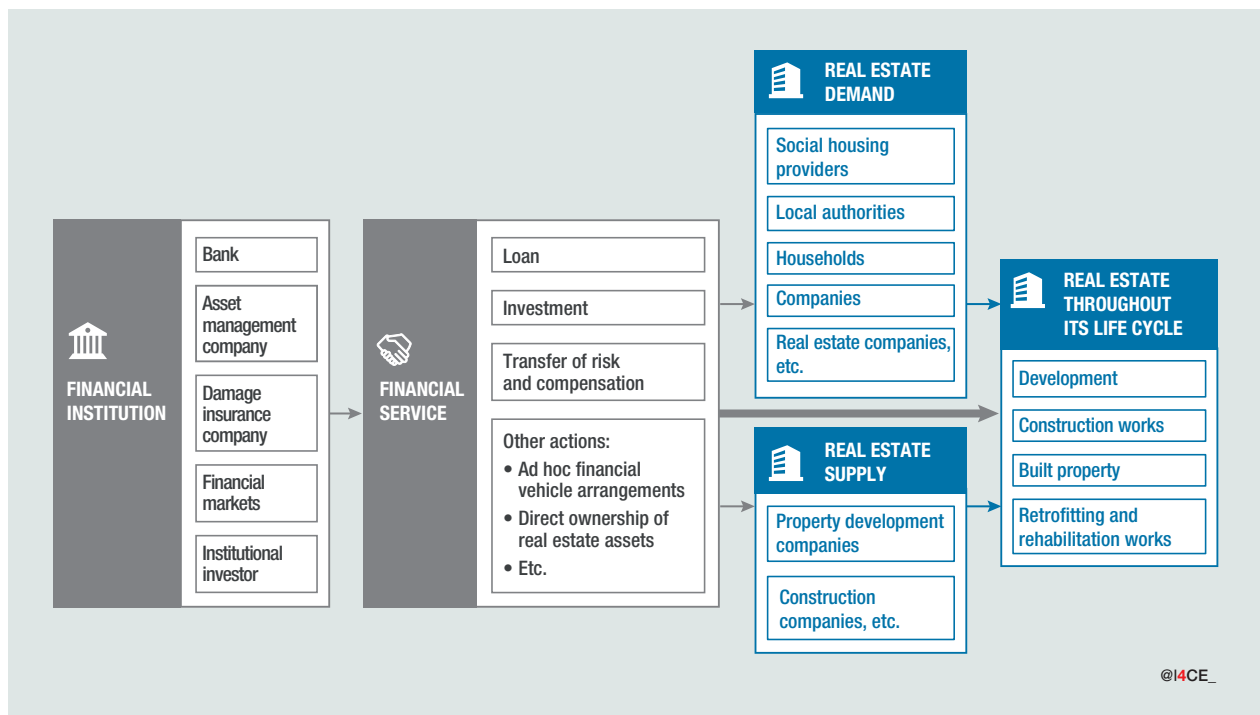 FINANCIAL
INSTITUTION
Bank
Asset
management
company
Damage
insurance
company
Financial
markets
Institutional
investor
FINANCIAL
SERVICE
Loan
Investment
Transfer of risk
and compensation
Other actions:
• Ad hoc financial
vehicle arrangements
• Direct ownership of
real estate assets
• Etc.
REAL ESTATE
DEMAND
Social housing
providers
Local authorities
Households
Companies
Real estate companies,
etc.
REAL ESTATE
SUPPLY
Property development
companies
Construction
companies, etc.
REAL ESTATE
THROUGHOUT
ITS LIFE CYCLE
Development
Construction works
Built property
Retrofitting and
rehabilitation works
@I4CE_